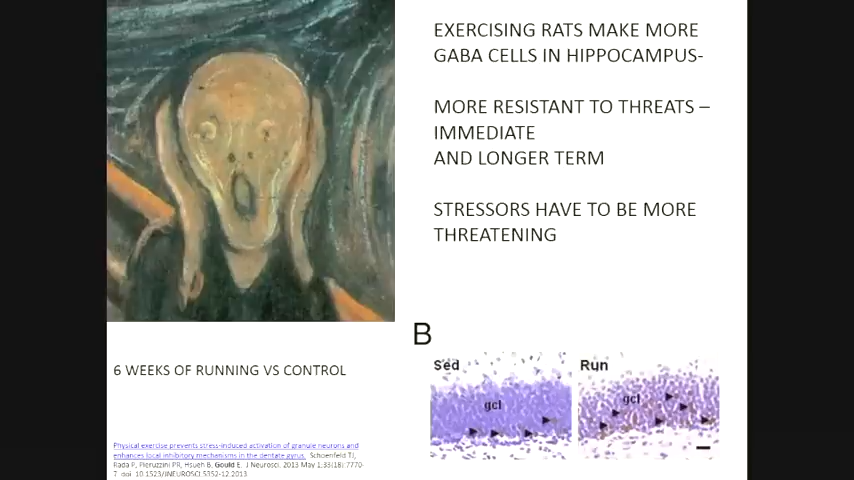 EXERCISING RATS MAKE MORE
GABA CELLS IN HIPPOCAMPUS-
MORE RESISTANT TO THREATS –
IMMEDIATE
AND LONGER TERM
STRESSORS HAVE TO BE MORE
THREATENING
B
Sed
gcl
Run
gcl
6 WEEKS OF RUNNING VS CONTROL
Physical exercise prevents stress-induced activation of granule neurons and
enhances local inhibitory mechanisms in the dentate gyrus. Schoenfeld TJ,
Rada P, Pieruzzini PR, Hsueh B, Gould E. J Neurosci. 2013 May 1;33(18):7770-
7. doi: 10.1523/JNEUROSCI.5352-12.2013